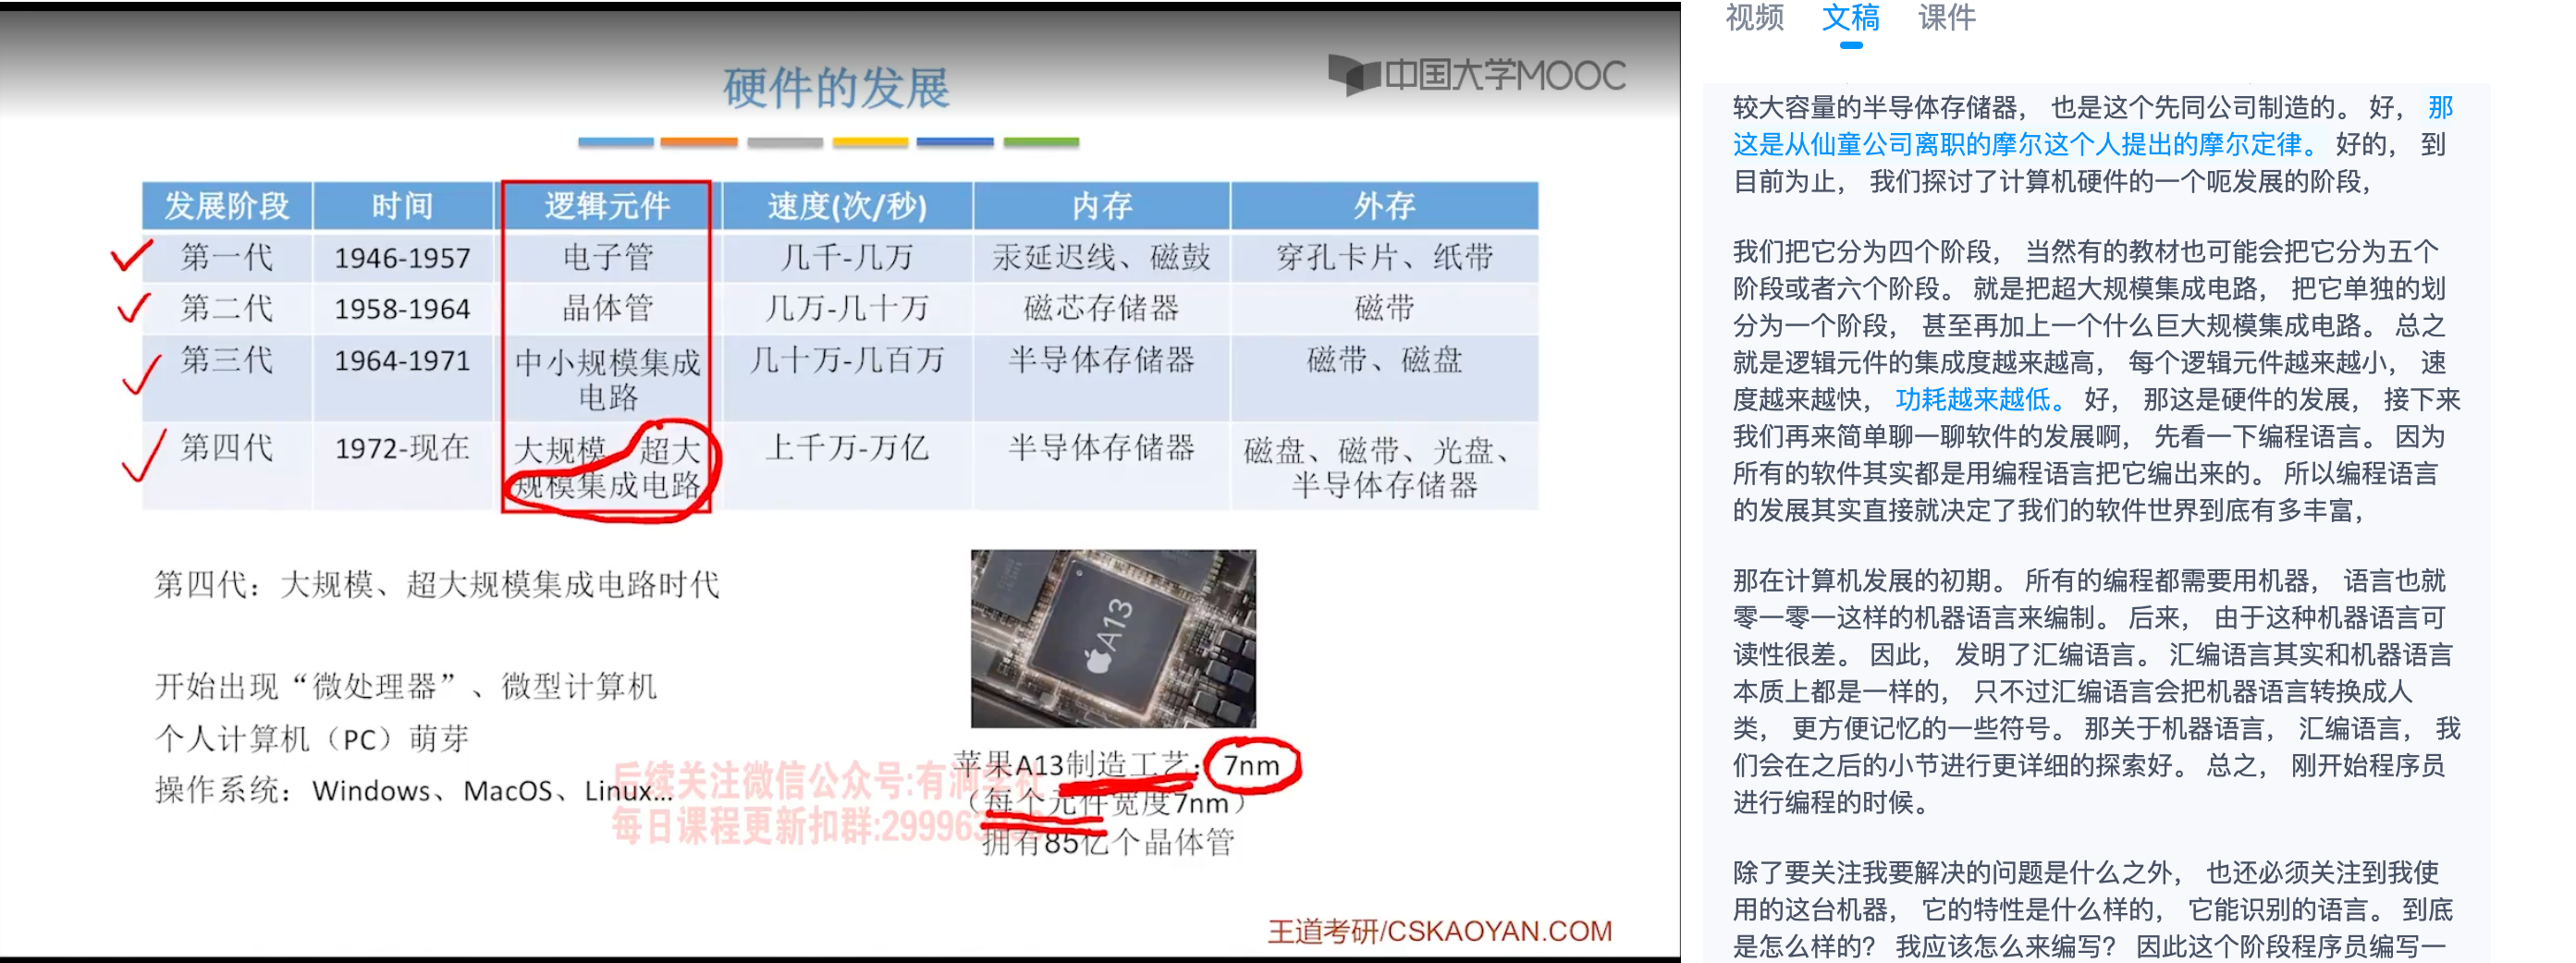 硬件的发展
中国大学MOOC
发展阶段 时间 逻辑元件 速度(次/秒) 内存 外存
第一代 1946-1957 电子管 几千-几万 汞延迟线、磁鼓 穿孔卡片、纸带
第二代 1958-1964 晶体管 几万-几十万 磁芯存储器 磁带
第三代 1964-1971 中小规模集成 几十万-几百万 半导体存储器 磁带、磁盘
电路
第四代 1972-现在 大规模、超大 上千万-万亿 半导体存储器 磁盘、磁带、光盘、
规模集成电路 半导体存储器
第四代：大规模、超大规模集成电路时代
开始出现“微处理器”、微型计算机
个人计算机（PC）萌芽
操作系统：Windows、MacOS、Linux...
A13
苹果A13制造工艺：7nm
（每个元件宽度7nm）
拥有85亿个晶体管
后续关注微信公众号:有
每日课程更新扣群:29996
王道考研/CSKAOYAN.COM
视频 文稿 课件
较大容量的半导体存储器， 也是这个先同公司制造的。 好， 那
这是从仙童公司离职的摩尔这个人提出的摩尔定律。 好的， 到
目前为止， 我们探讨了计算机硬件的一个呃发展的阶段，
我们把它分为四个阶段， 当然有的教材也可能会把它分为五个
阶段或者六个阶段。 就是把超大规模集成电路， 把它单独的划
分为一个阶段， 甚至再加上一个什么巨大规模集成电路。 总之
就是逻辑元件的集成度越来越高， 每个逻辑元件越来越小， 速
度越来越快， 功耗越来越低。 好， 那这是硬件的发展， 接下来
我们再来简单聊一聊软件的发展啊， 先看一下编程语言。 因为
所有的软件其实都是用编程语言把它编出来的。 所以编程语言
的发展其实直接就决定了我们的软件世界到底有多丰富，
那在计算机发展的初期。 所有的编程都需要用机器， 语言也就
零一零一这样的机器语言来编制。 后来， 由于这种机器语言可
读性很差。 因此， 发明了汇编语言。 汇编语言其实和机器语言
本质上都是一样的， 只不过汇编语言会把机器语言转换成人
类， 更方便记忆的一些符号。 那关于机器语言， 汇编语言， 我
们会在之后的小节进行更详细的探索好。 总之， 刚开始程序员
进行编程的时候。
除了要关注我要解决的问题是什么之外， 也还必须关注到我使
用的这台机器， 它的特性是什么样的， 它能识别的语言。 到底
是怎么样的？ 我应该怎么来编写？ 因此这个阶段程序员编写一